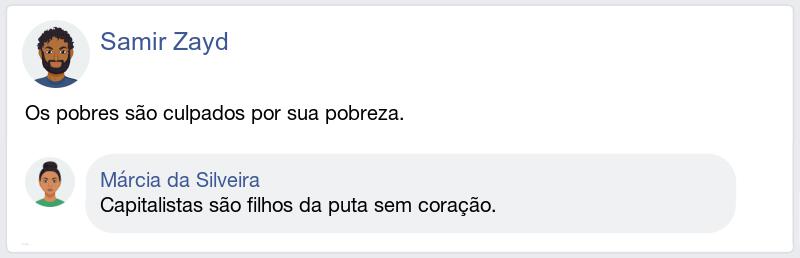 Samir Zayd
Os pobres são culpados por sua pobreza.
Márcia da Silveira
Capitalistas são filhos da puta sem coração.